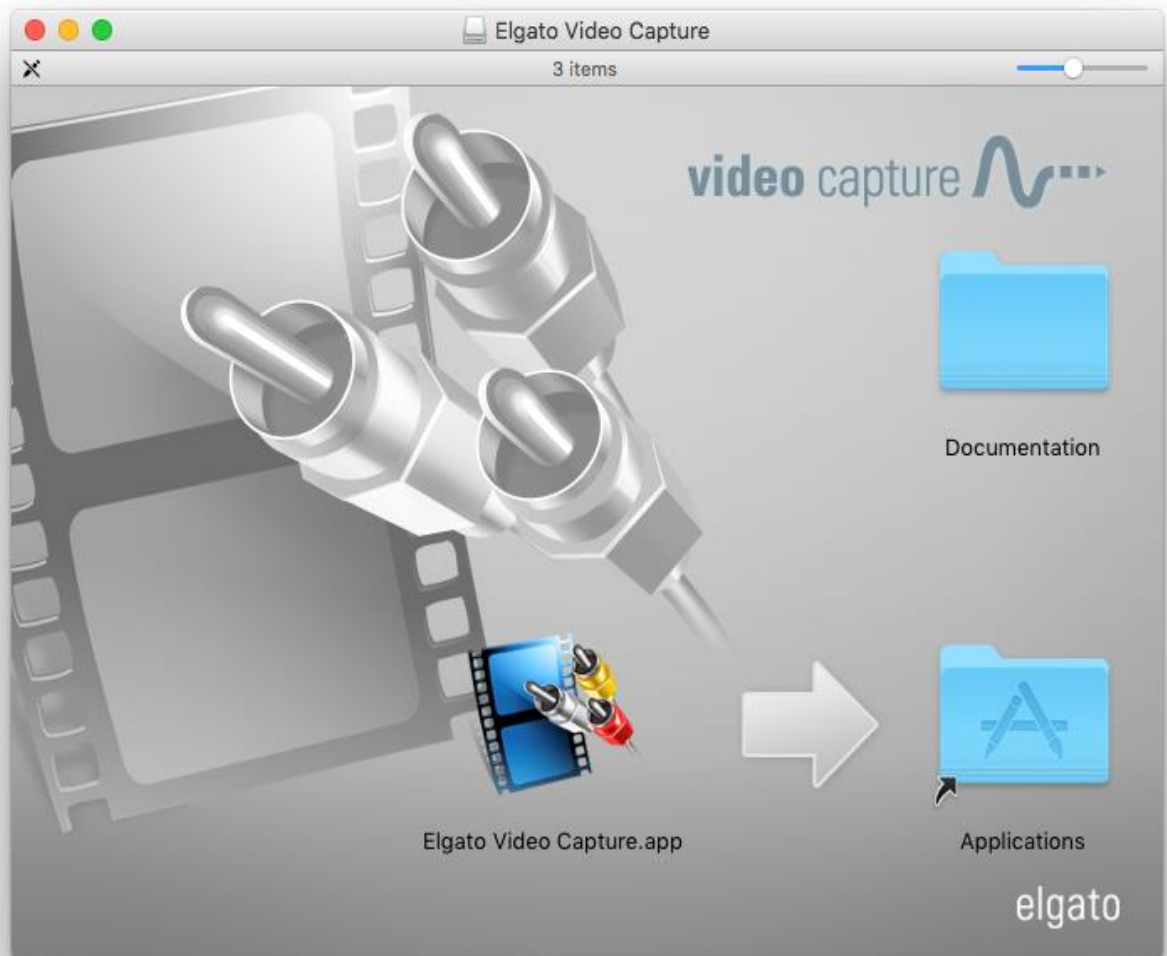 Elgato Video Capture
3 items
video capture
Documentation
Elgato Video Capture.app
Applications
elgato